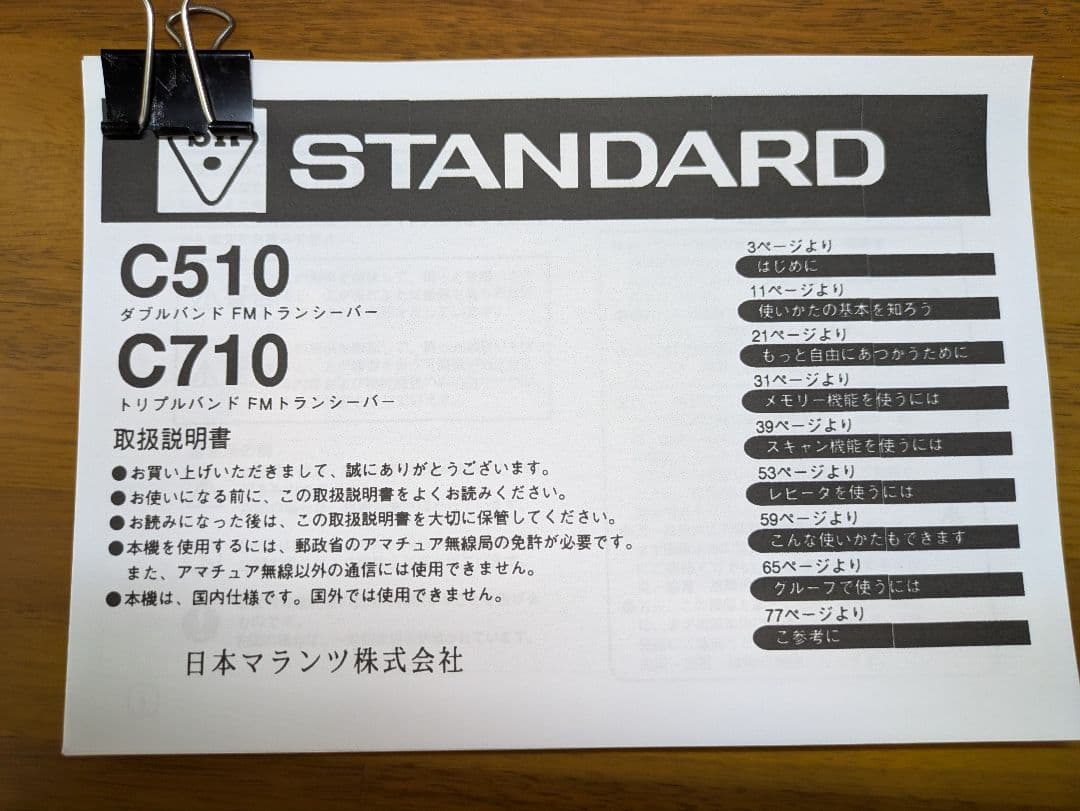 STANDARD
C510
ダブルバンド FMトランシーバー
C710
トリプルバンド FMトランシーバー
取扱説明書
●お買い上げいただきまして、誠にありがとうございます。
●お使いになる前に、この取扱説明書をよくお読みください。
●お読みになった後は、この取扱説明書を大切に保管してください。
●本機を使用するには、郵政省のアマチュア無線局の免許が必要です。
また、アマチュア無線以外の通信には使用できません。
●本機は、国内仕様です。国外では使用できません。
日本マランツ株式会社
3ページより
はじめに
11ページより
使いかたの基本を知ろう
21ページより
もっと自由にあつかうために
31ページより
メモリー機能を使うには
39ページより
スキャン機能を使うには
53ページより
レピータを使うには
59ページより
こんな使いかたもできます
65ページより
グループで使うには
77ページより
ご参考に